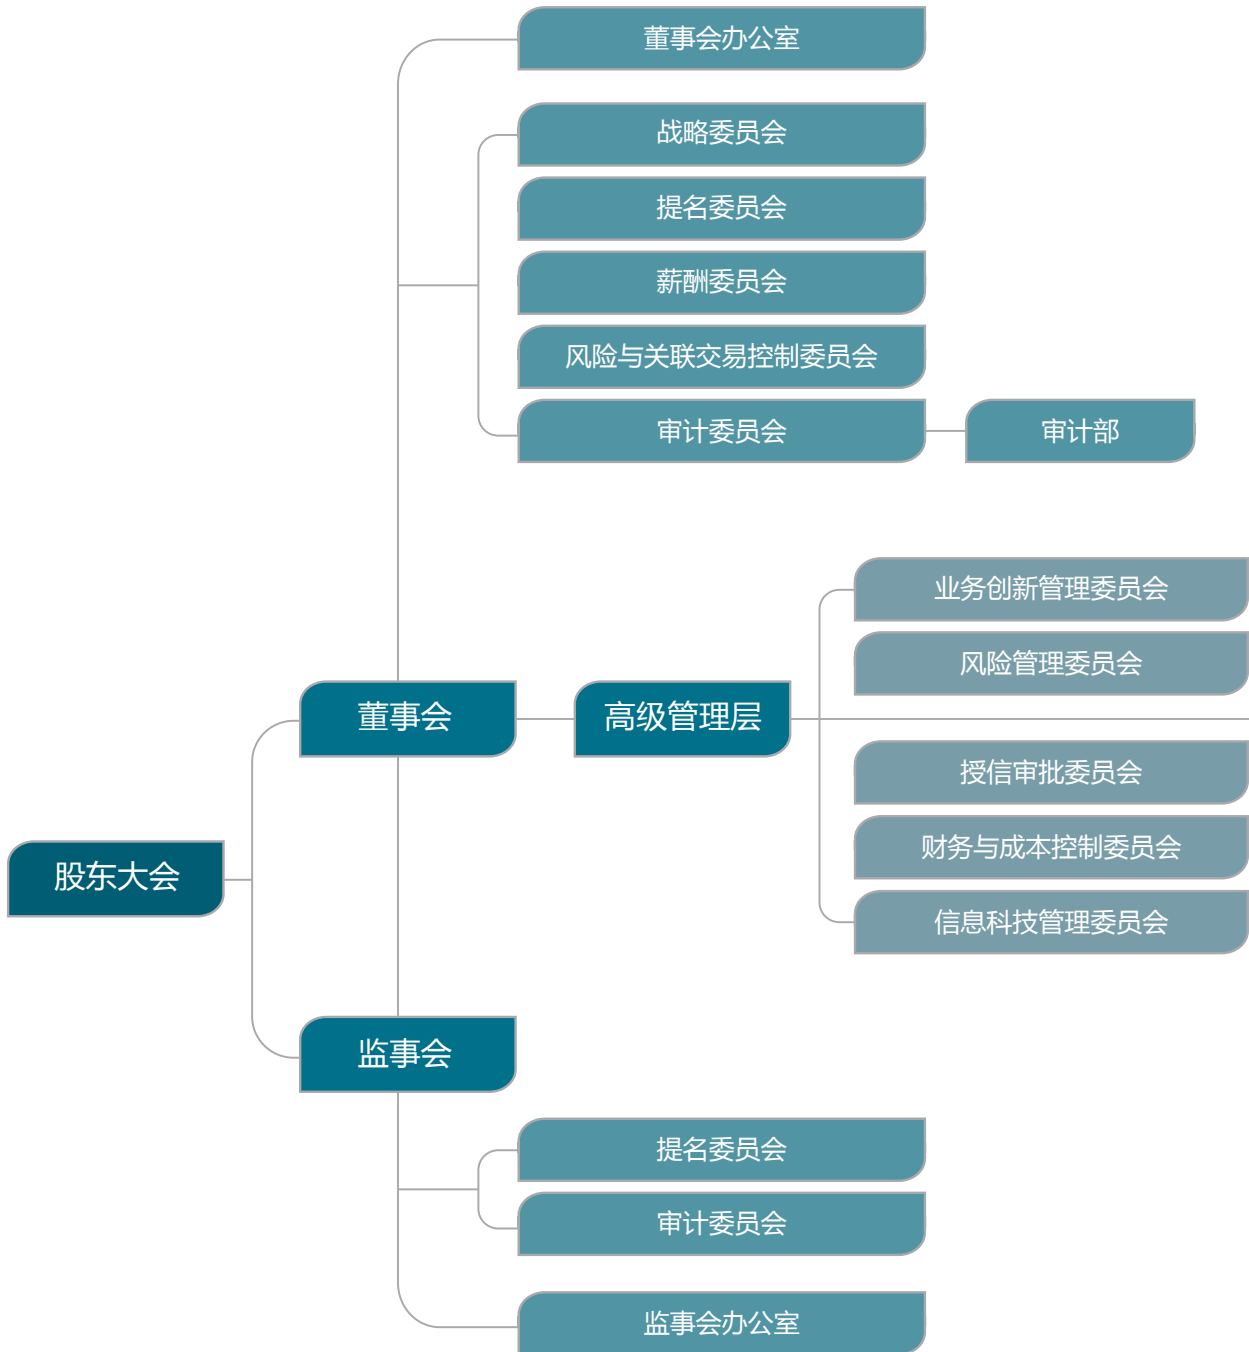 董事会办公室
战略委员会
提名委员会
薪酬委员会
风险与关联交易控制委员会
审计委员会
审计部
业务创新管理委员会
风险管理委员会
董事会
高级管理层
授信审批委员会
财务与成本控制委员会
股东大会
信息科技管理委员会
监事会
提名委员会
审计委员会
监事会办公室